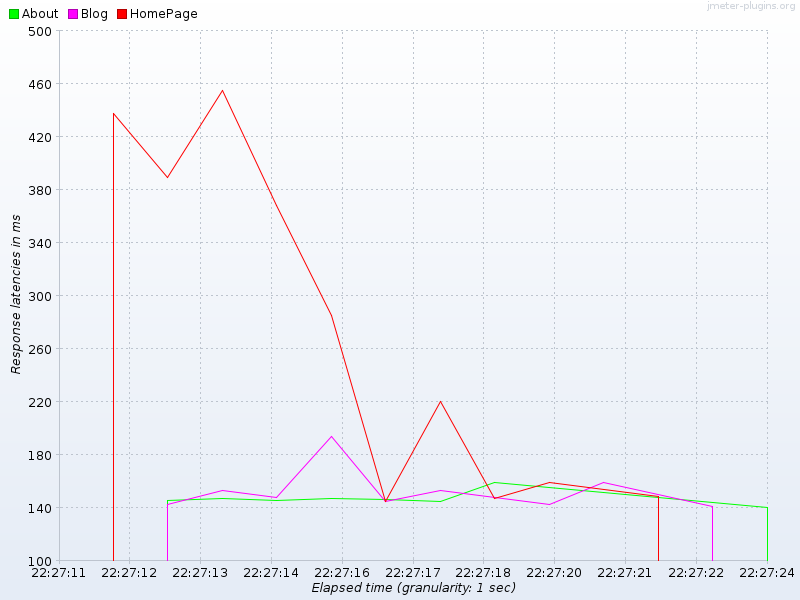 jmeter-plugins.org
About Blog HomePage
500
460
420
380
340
300
260
220
180
140
100
Response latencies in ms
22:27:11 22:27:12 22:27:13 22:27:14 22:27:16 22:27:17 22:27:18 22:27:20 22:27:21 22:27:22 22:27:24
Elapsed time (granularity: 1 sec)